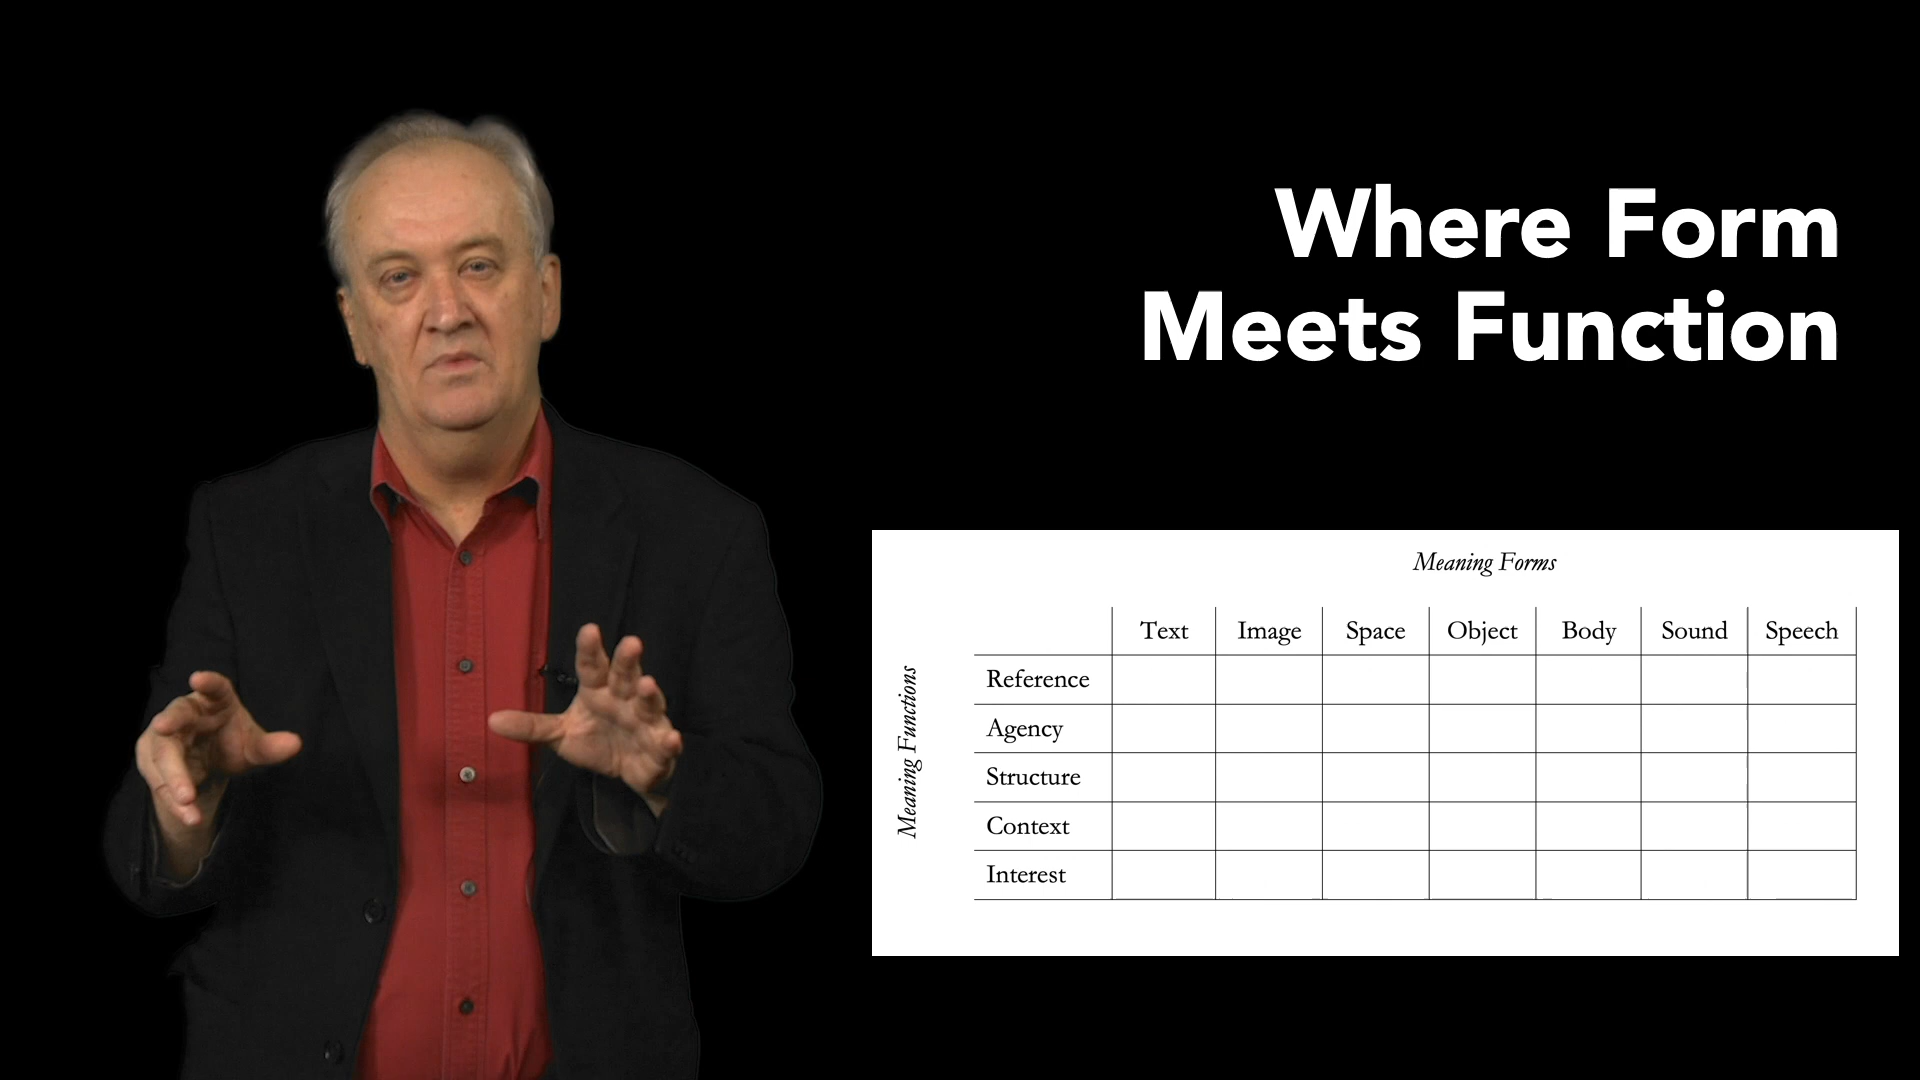 Where Form
Meets Function
Meaning Forms
Text Image Space Object Body Sound Speech
Meaning Functions
Reference
Agency
Structure
Context
Interest